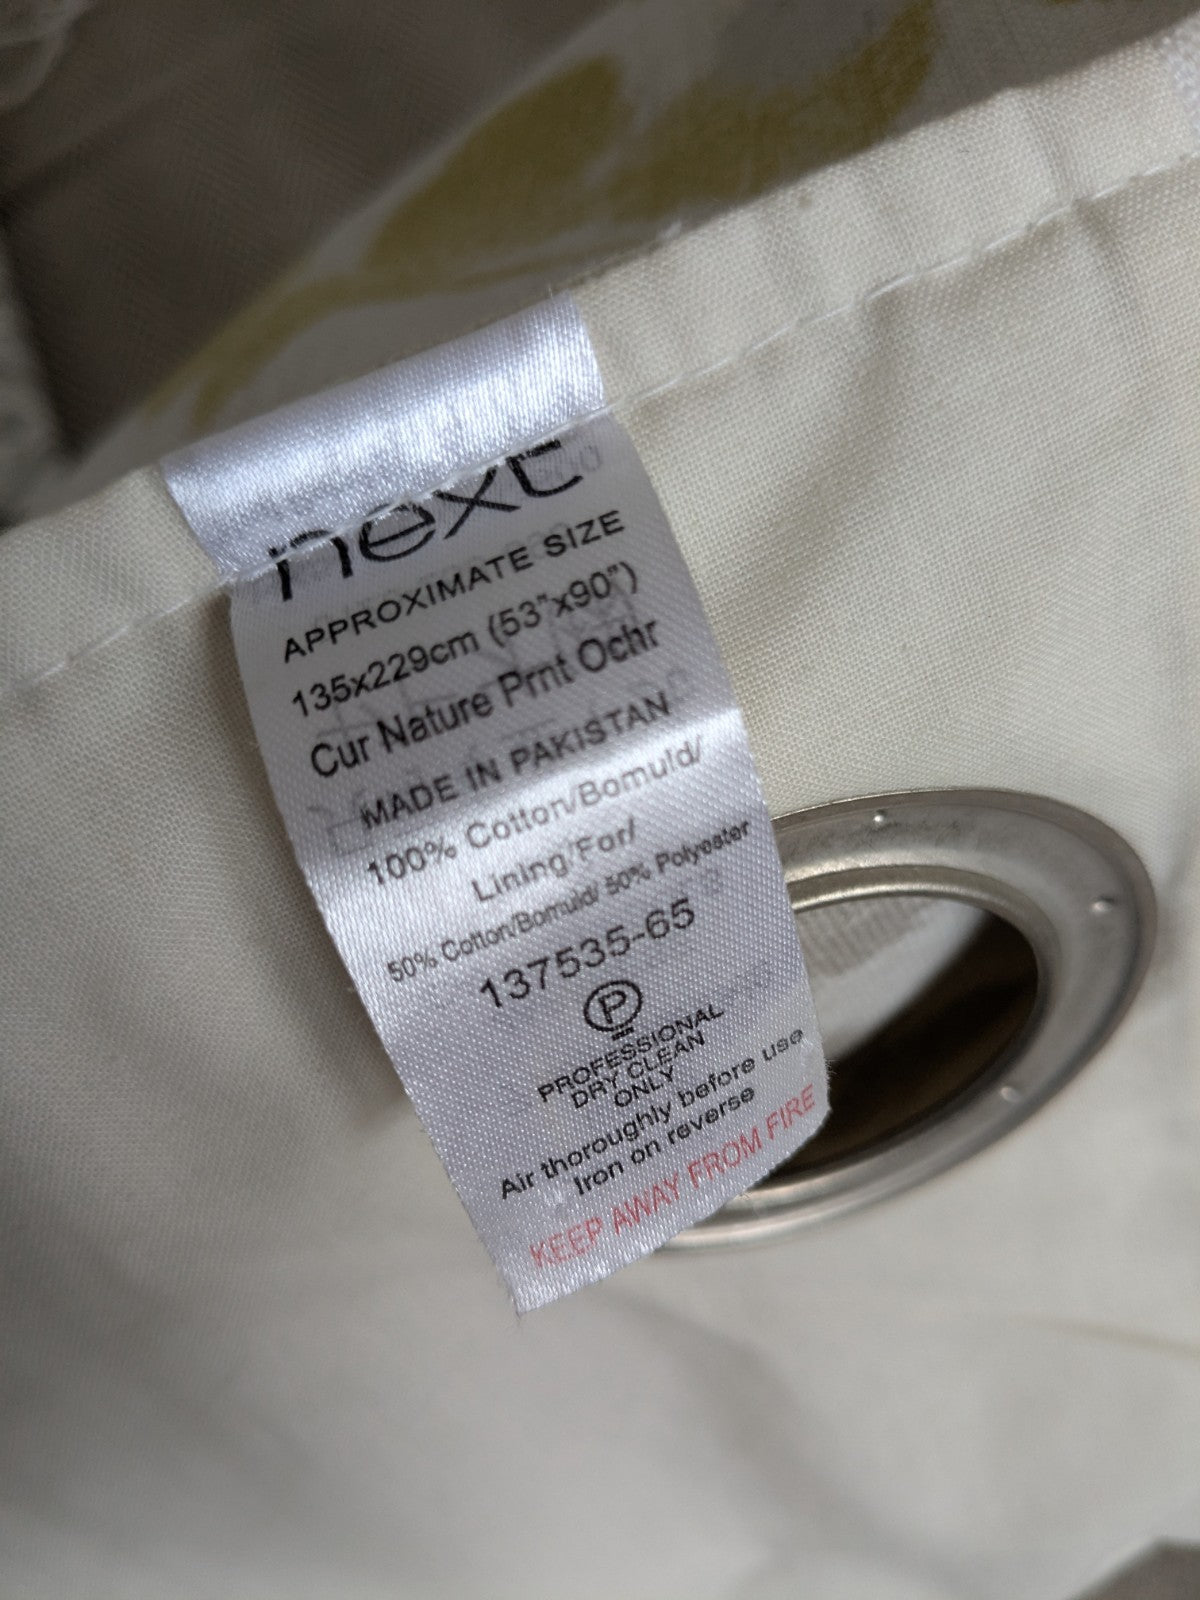 next
APPROXIMATE SIZE
135x229cm (53"x90")
Cur Nature Prnt Ochr
MADE IN PAKISTAN
100% Cotton/Bomuld/
Lining/For/
50% Cotton/Bomuld/ 50% Polyester
137535-65
P
PROFESSIONAL
DRY CLEAN
ONLY
Air thoroughly before use
Iron on reverse
KEEP AWAY FROM FIRE